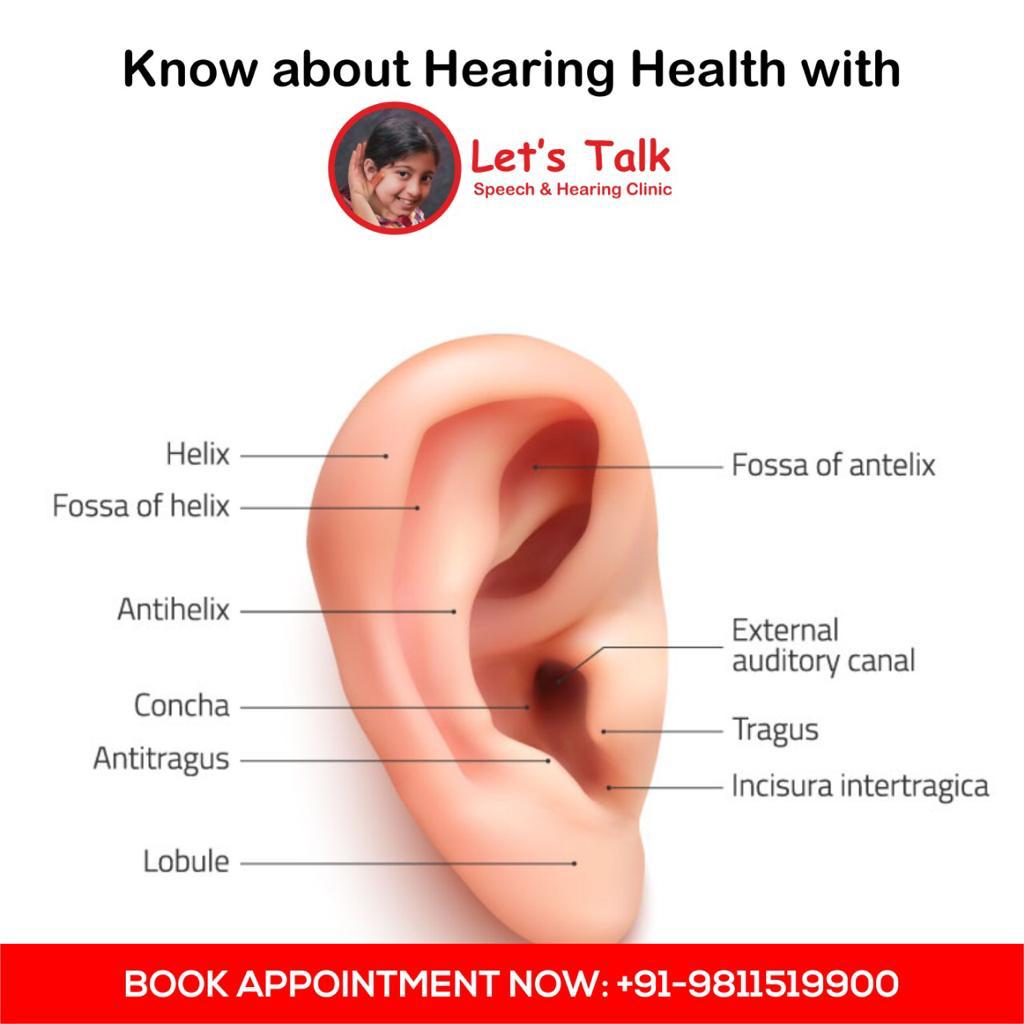 Know about Hearing Health with
Let's Talk
Speech & Hearing Clinic
Helix
Fossa of helix
Antihelix
Concha
Antitragus
Lobule
Fossa of antelix
External
auditory canal
Tragus
Incisura intertragica
BOOK APPOINTMENT NOW: +91-9811519900